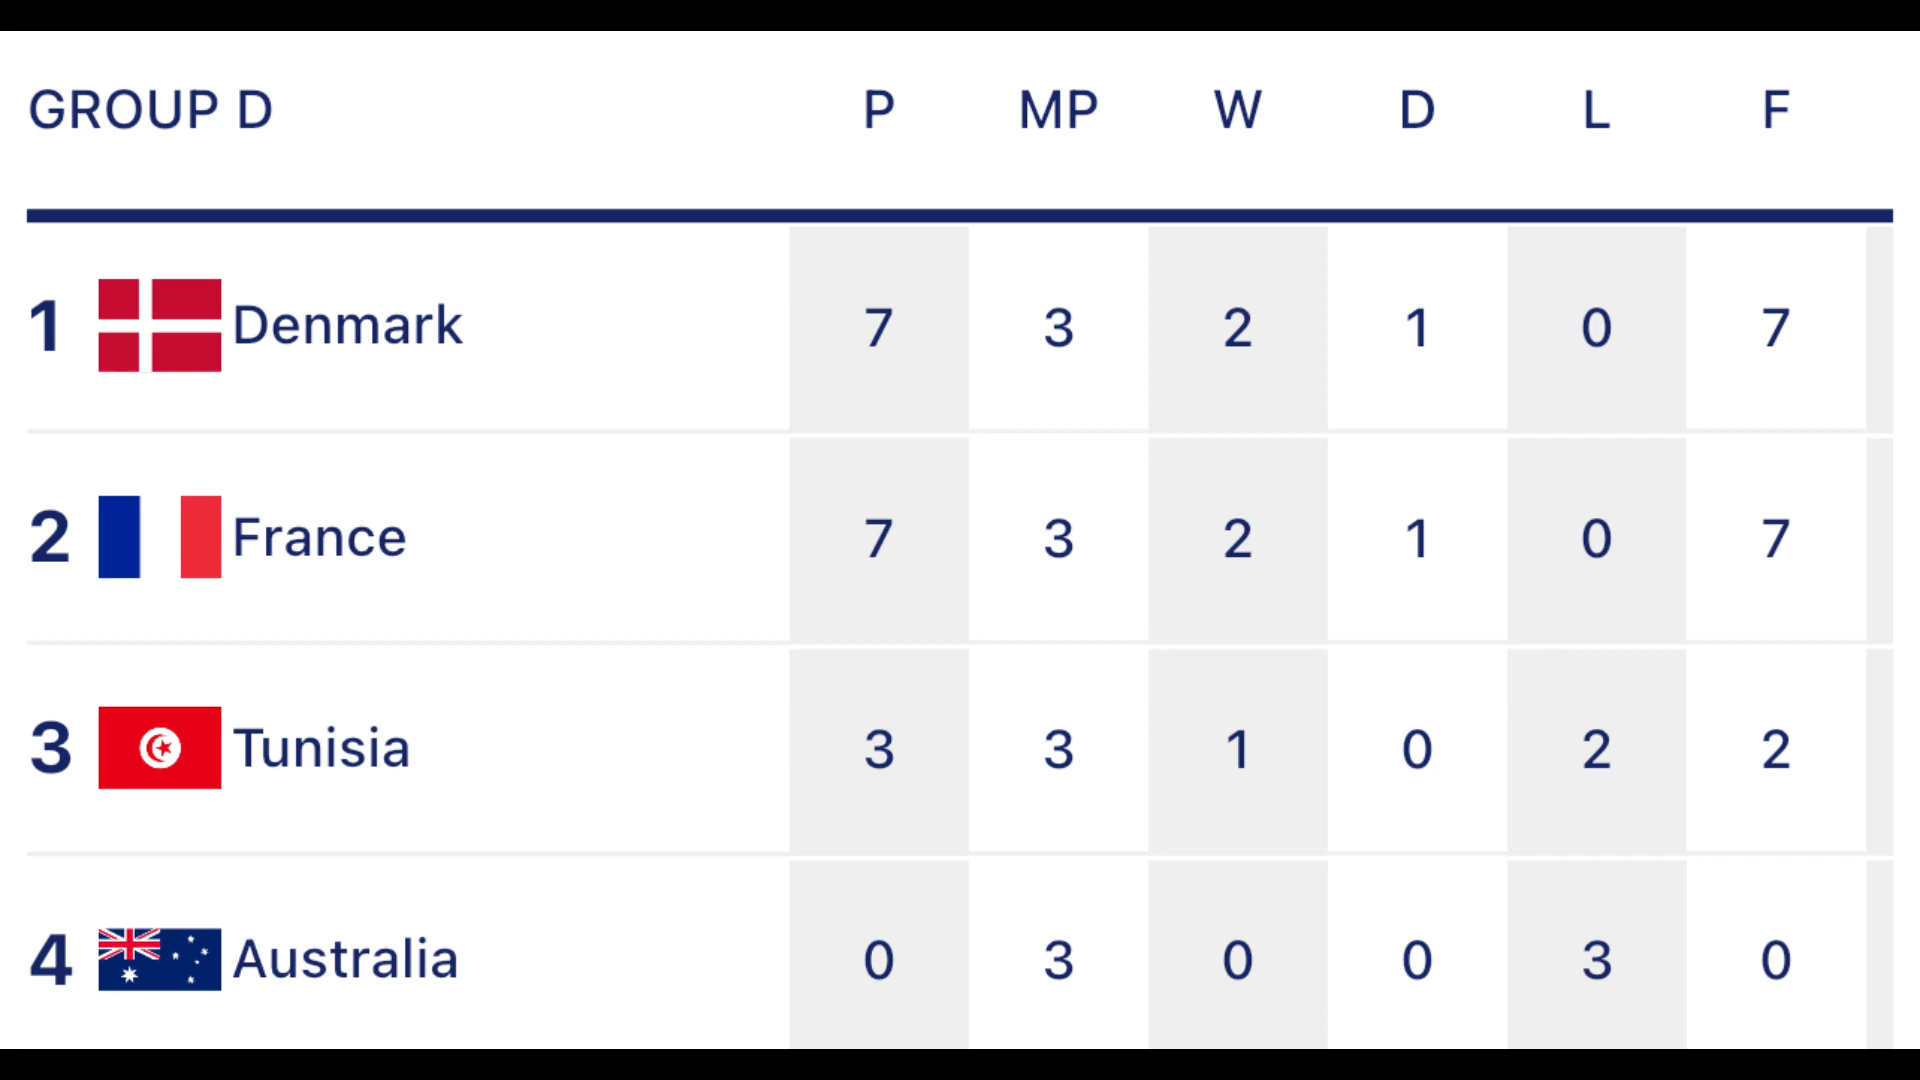 GROUP D P MP W D L F
1 Denmark 7 3 2 1 0 7
2 France 7 3 2 1 0 7
3 Tunisia 3 3 1 0 2 2
4 Australia 0 3 0 0 3 0